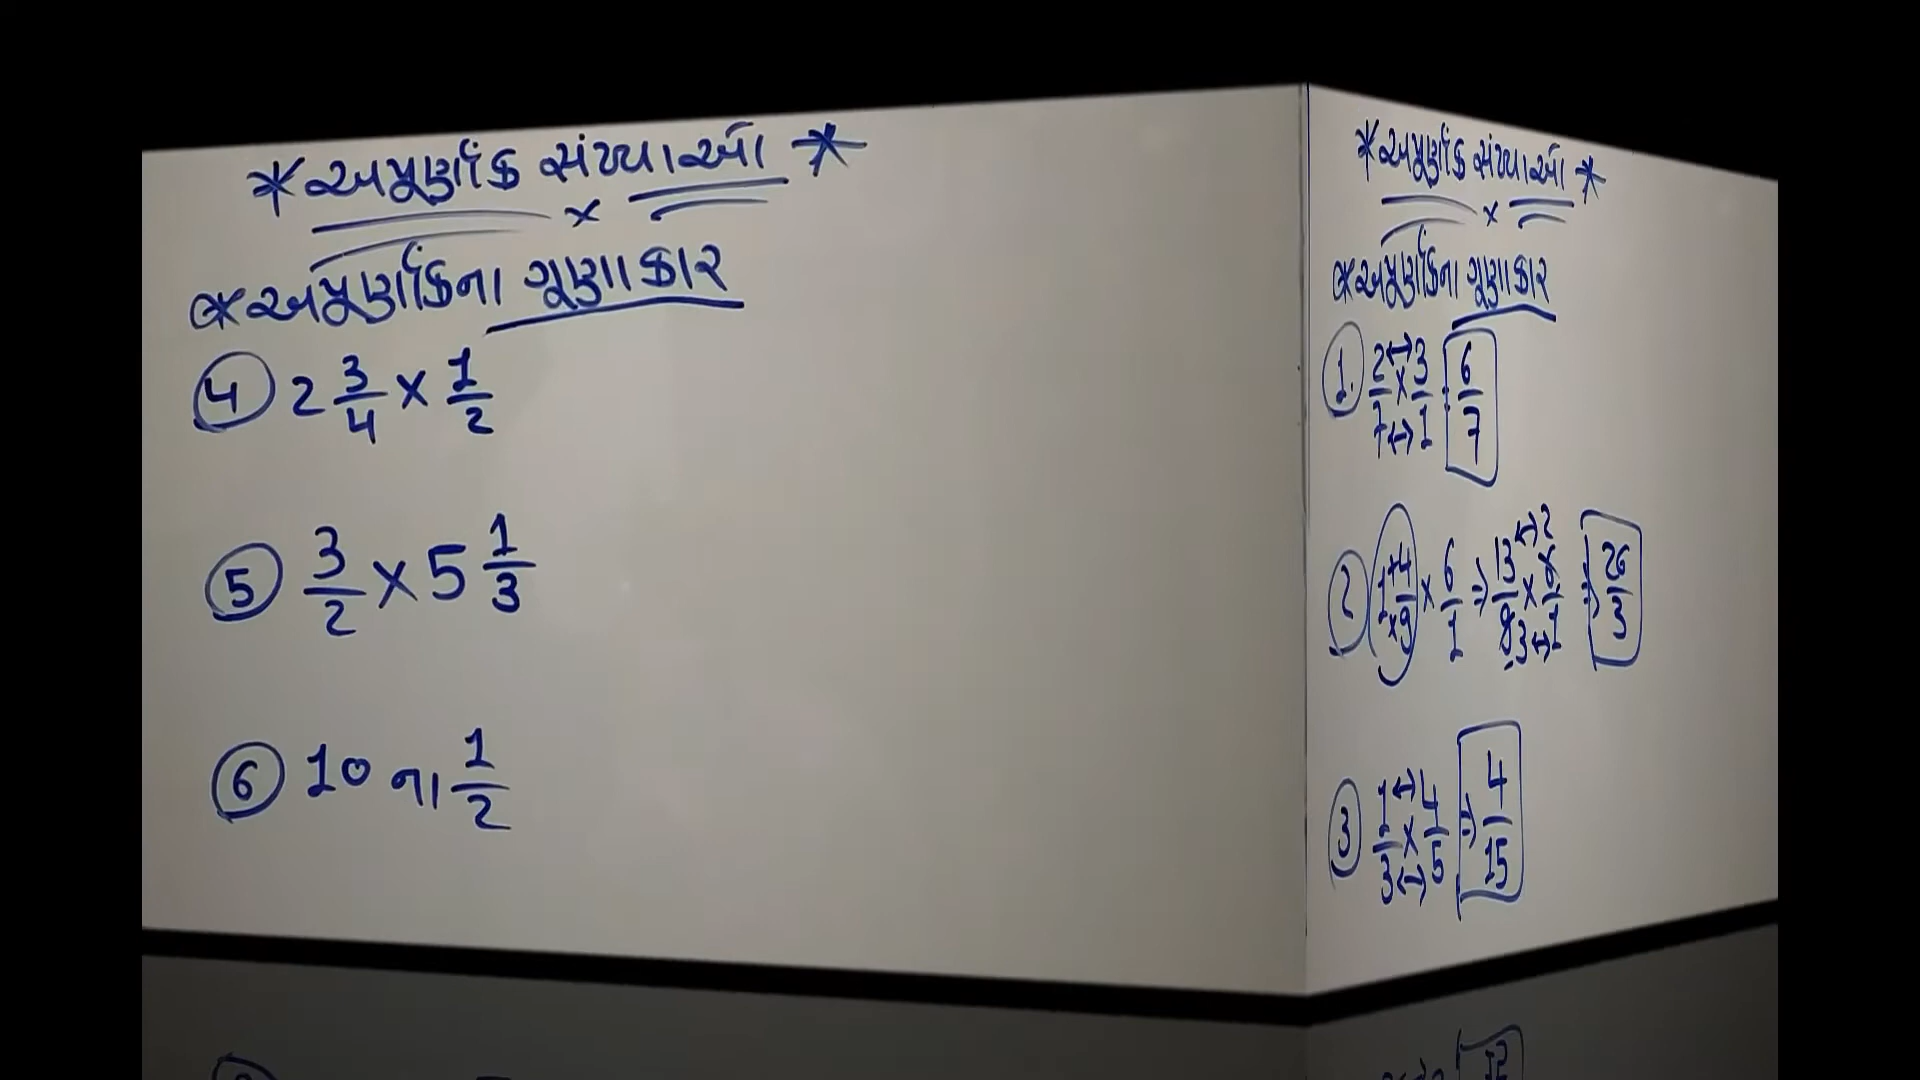 * અપૂર્ણાંક સંખ્યાઓ *
×
* અપૂર્ણાંકના ગૂણાકાર
④ 2 3/4 × 1/2
⑤ 3/2 × 5 1/3
⑥ 10 ના 1/2
* અપૂર્ણાંક સંખ્યાઓ *
×
* અપૂર્ણાંકના ગૂણાકાર
① 2/7 × 3/1 = 6/7
② 1 4/9 × 6/1 ⇒ 13/9 × 6/1 ⇒ 26/3
③ 1/3 × 4/5 ⇒ 4/15